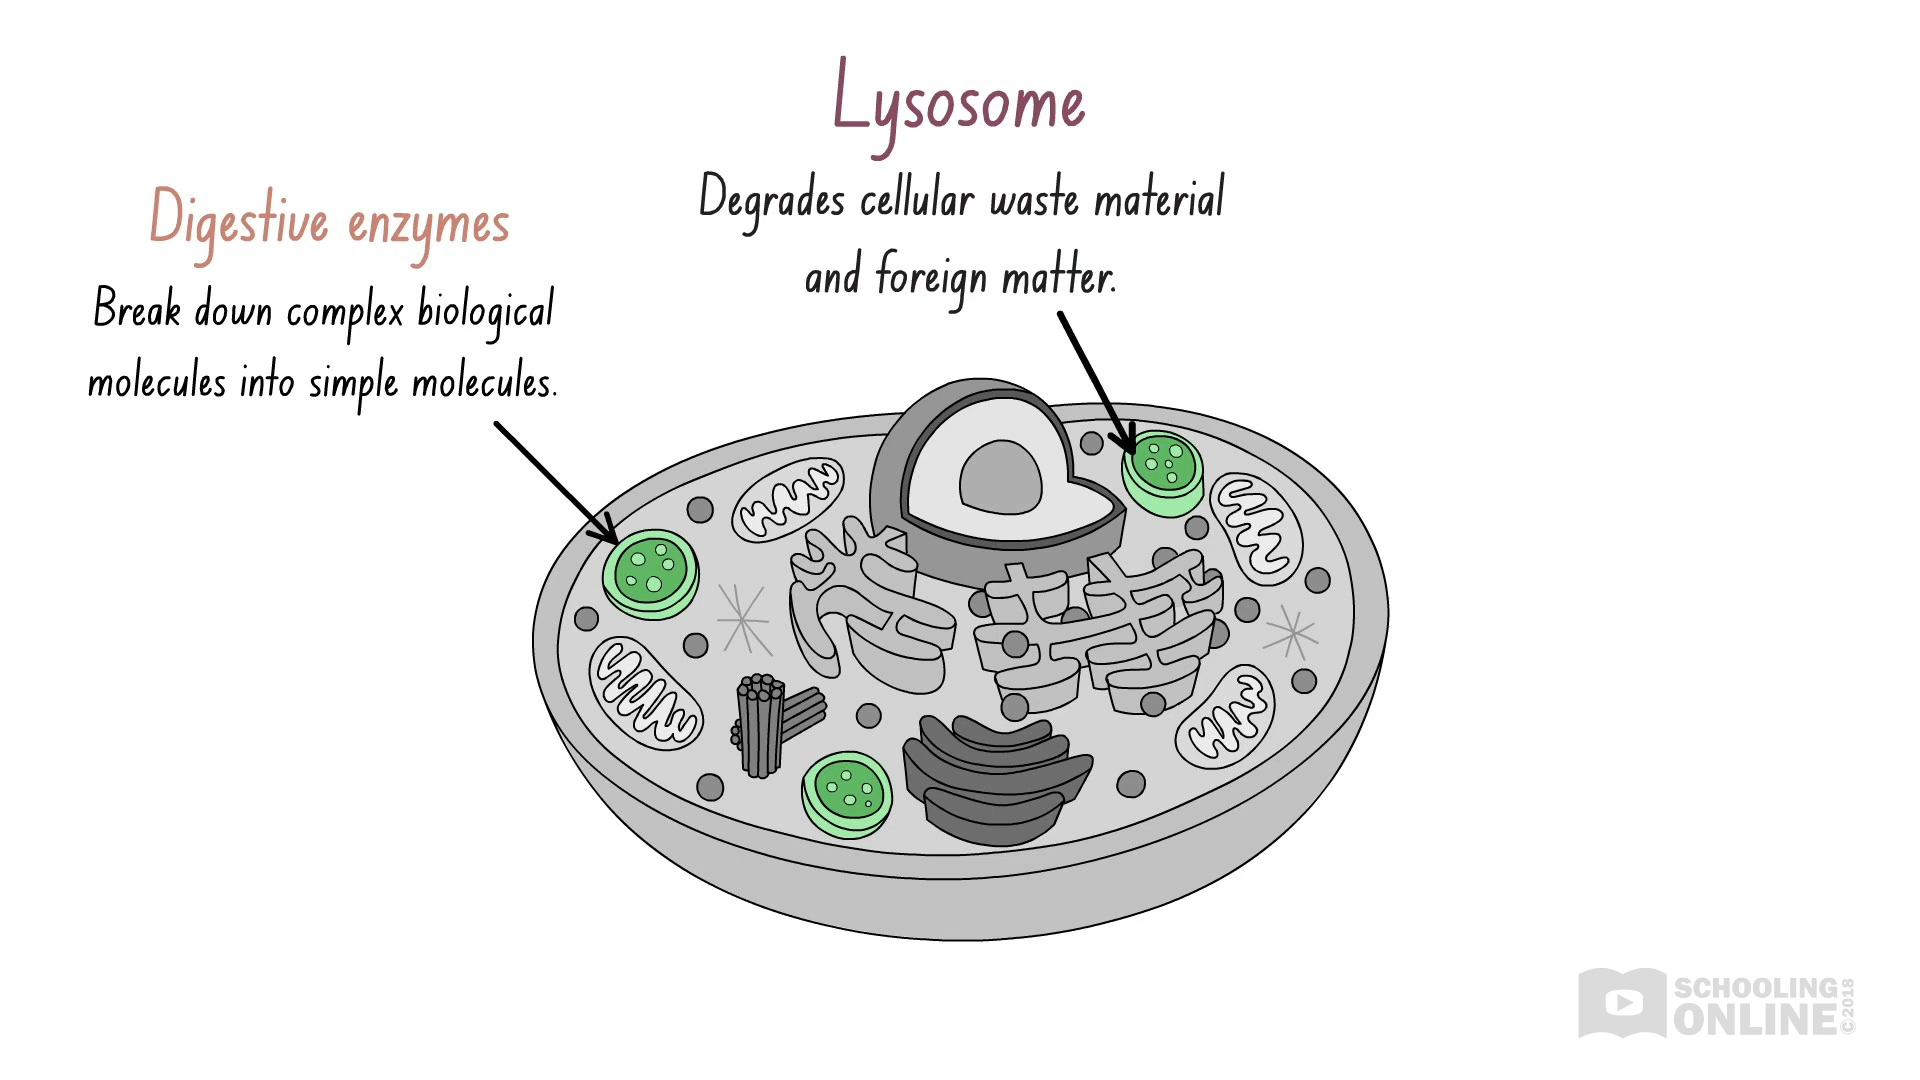 Lysosome
Degrades cellular waste material
and foreign matter.
Digestive enzymes
Break down complex biological
molecules into simple molecules.
SCHOOLING
ONLINE
©2018